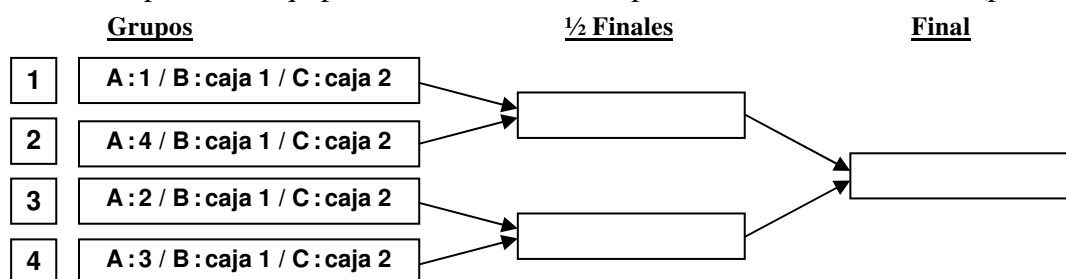 Grupos ½ Finales Final
1 A:1 / B:caja 1 / C:caja 2
2 A:4 / B:caja 1 / C:caja 2
3 A:2 / B:caja 1 / C:caja 2
4 A:3 / B:caja 1 / C:caja 2